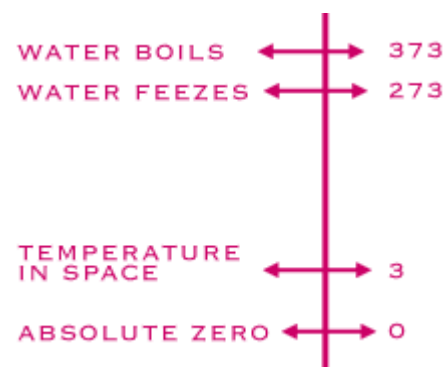 WATER BOILS 373
WATER FEEZES 273
TEMPERATURE
IN SPACE 3
ABSOLUTE ZERO 0